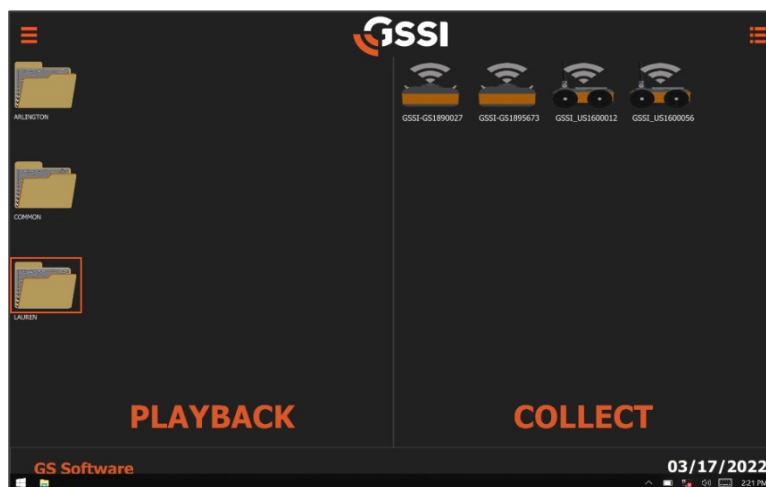 GSSI
ARLINGTON
COMMON
LAUREN
PLAYBACK
GSSI-GS1890027
GSSI-GS1895673
GSSI_US1600012
GSSI_US1600056
COLLECT
GS Software
03/17/2022
2:21 PM